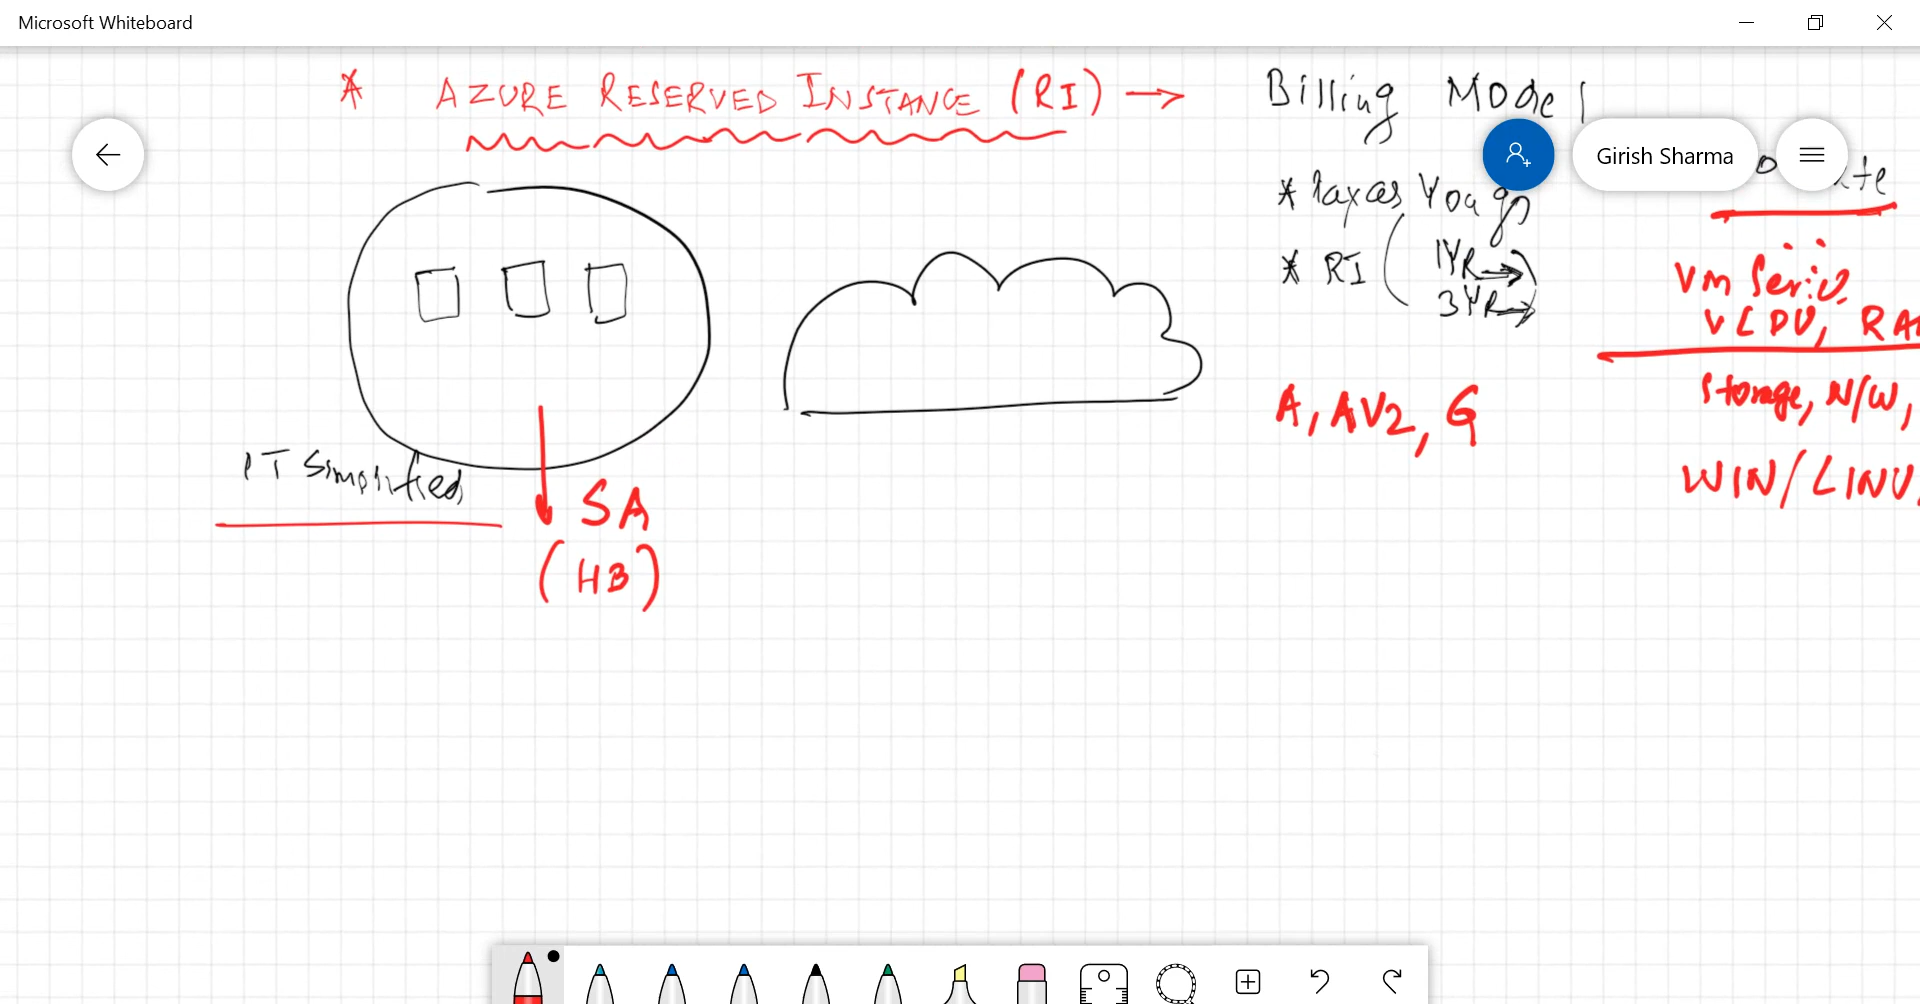 Microsoft Whiteboard
* AZURE RESERVED INSTANCE (RI) → Billing Model
Girish Sharma
* Pay as You go
* RI ( 1YR → )
3YR →
VM Series
VCPU, RA
A, AV2, G
Storage, N/W,
IT Simplified
WIN/LINU
SA
(HB)